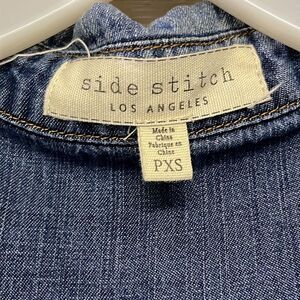 side stitch
LOS ANGELES
Made in
China
Fabriqué en
Chine
PXS